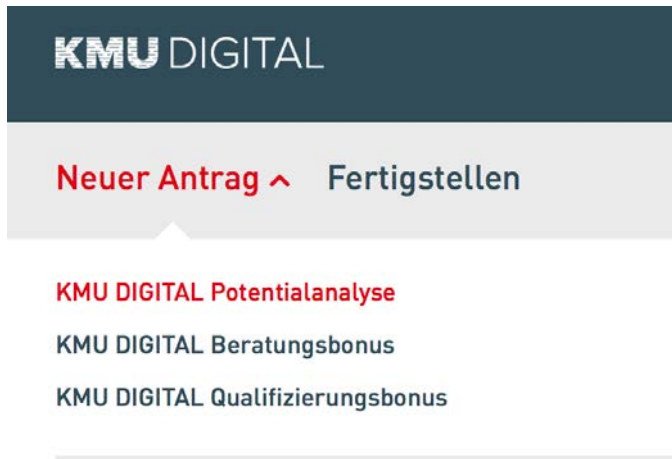 KMU DIGITAL
Neuer Antrag Fertigstellen
KMU DIGITAL Potentialanalyse
KMU DIGITAL Beratungsbonus
KMU DIGITAL Qualifizierungsbonus